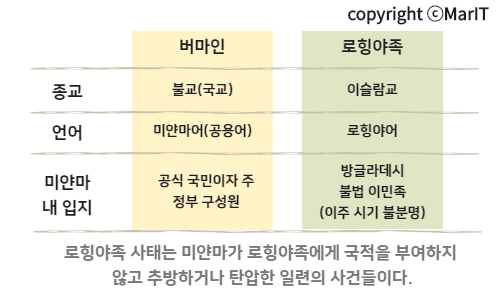 copyright ⓒMarIT
버마인 로힝야족
종교 불교(국교) 이슬람교
언어 미얀마어(공용어) 로힝야어
미얀마
내 입지
공식 국민이자 주
정부 구성원
방글라데시
불법 이민족
(이주 시기 불분명)
로힝야족 사태는 미얀마가 로힝야족에게 국적을 부여하지
않고 추방하거나 탄압한 일련의 사건들이다.